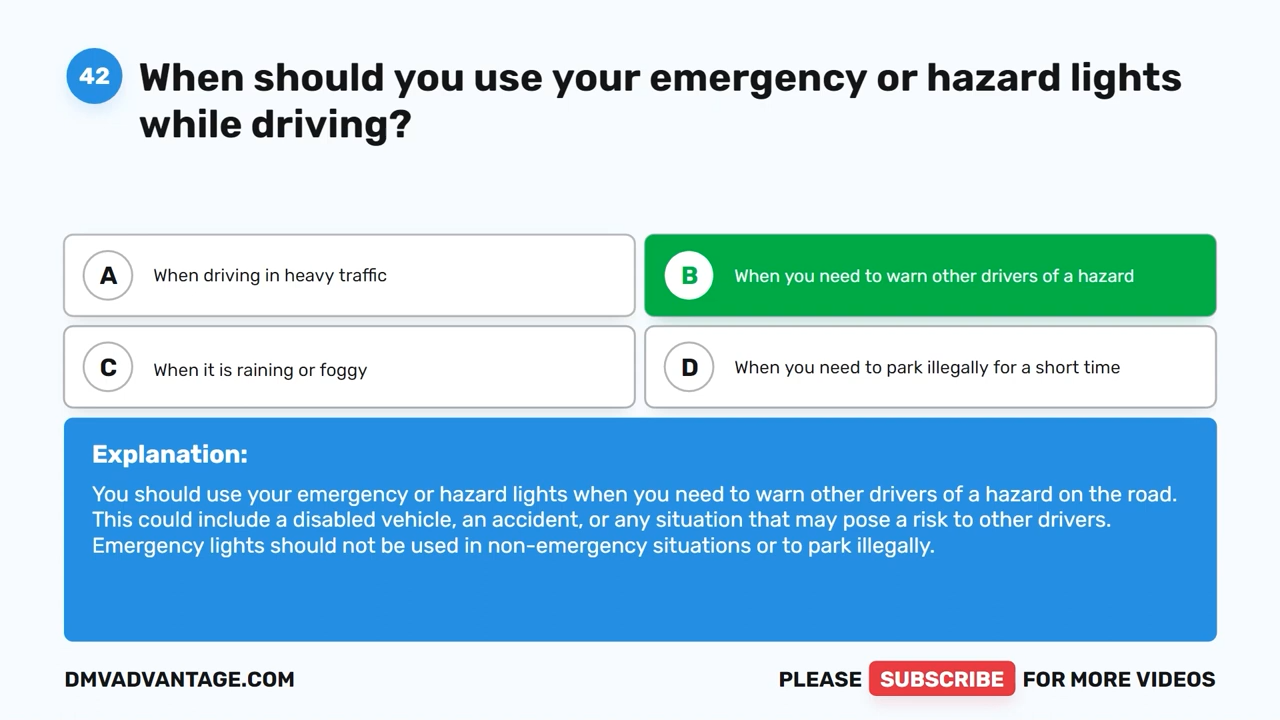 42
When should you use your emergency or hazard lights
while driving?
A
When driving in heavy traffic
B
When you need to warn other drivers of a hazard
C
When it is raining or foggy
D
When you need to park illegally for a short time
Explanation:
You should use your emergency or hazard lights when you need to warn other drivers of a hazard on the road.
This could include a disabled vehicle, an accident, or any situation that may pose a risk to other drivers.
Emergency lights should not be used in non-emergency situations or to park illegally.
DMVADVANTAGE.COM
PLEASE SUBSCRIBE FOR MORE VIDEOS